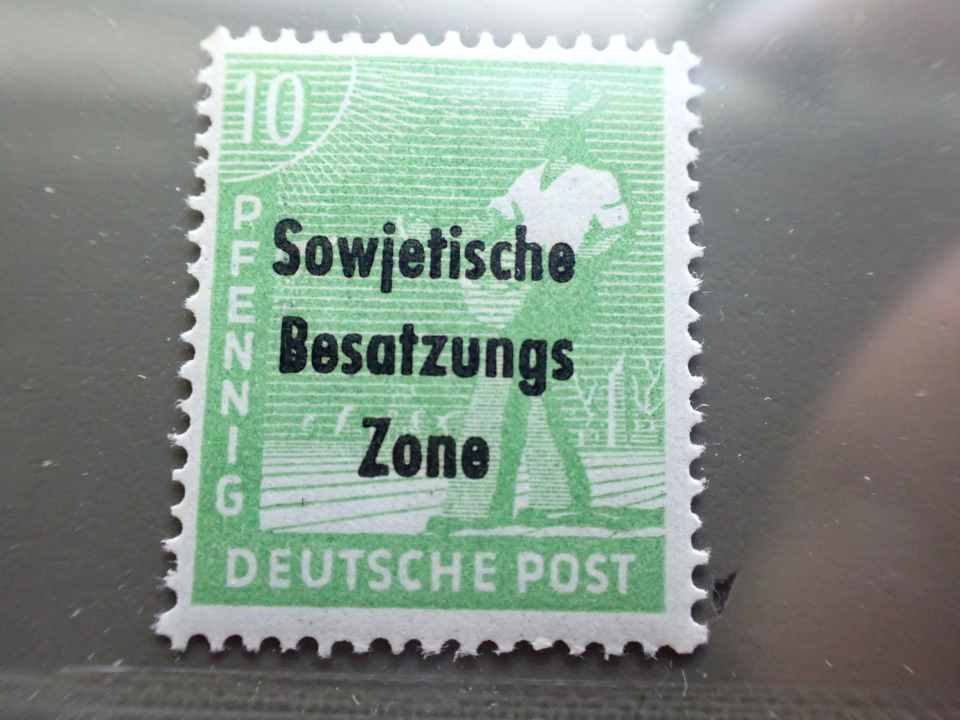 10
PFENNIG
Sowjetische
Besatzungs
Zone
DEUTSCHE POST